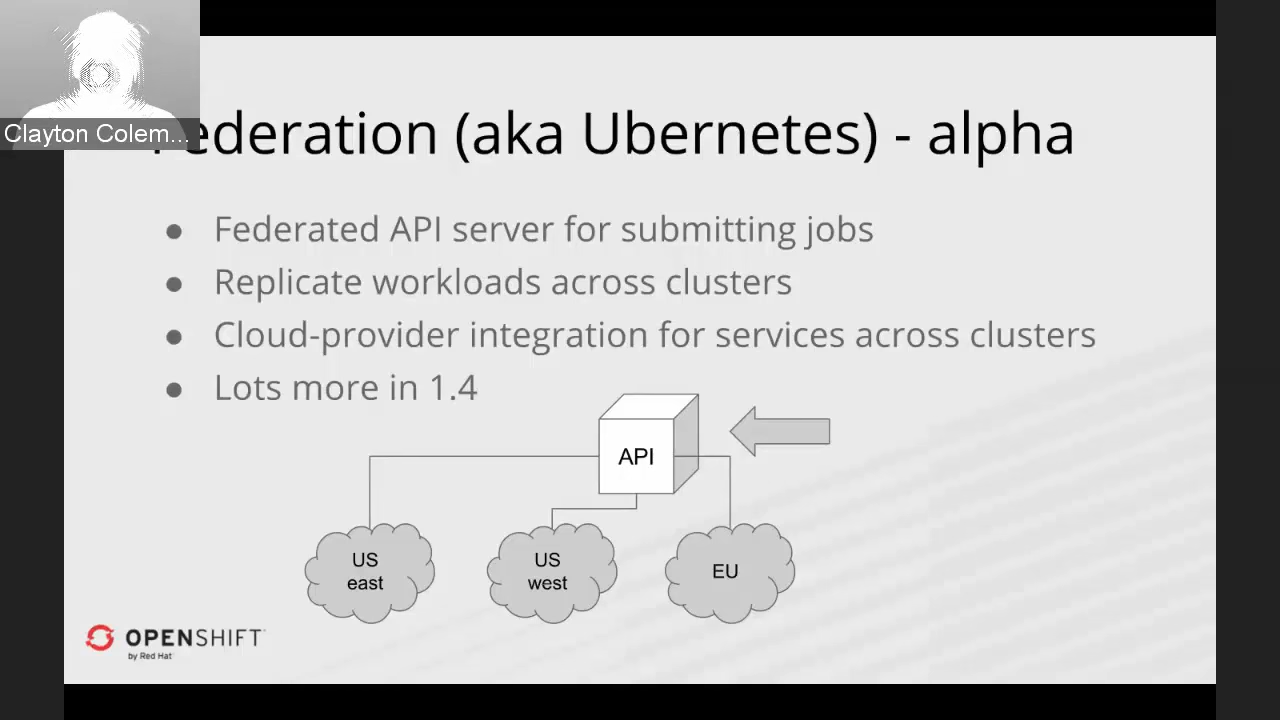 Clayton Colem...
ederation (aka Ubernetes) - alpha
● Federated API server for submitting jobs
● Replicate workloads across clusters
● Cloud-provider integration for services across clusters
● Lots more in 1.4
API
US
east
US
west
EU
OPENSHIFT
by Red Hat